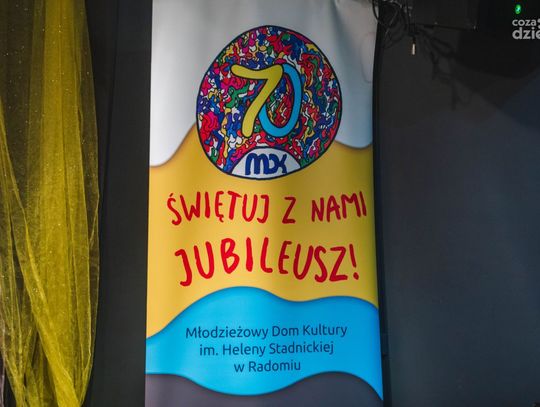 70
MDK
ŚWIĘTUJ Z NAMI
JUBILEUSZ!
Młodzieżowy Dom Kultury
im. Heleny Stadnickiej
w Radomiu